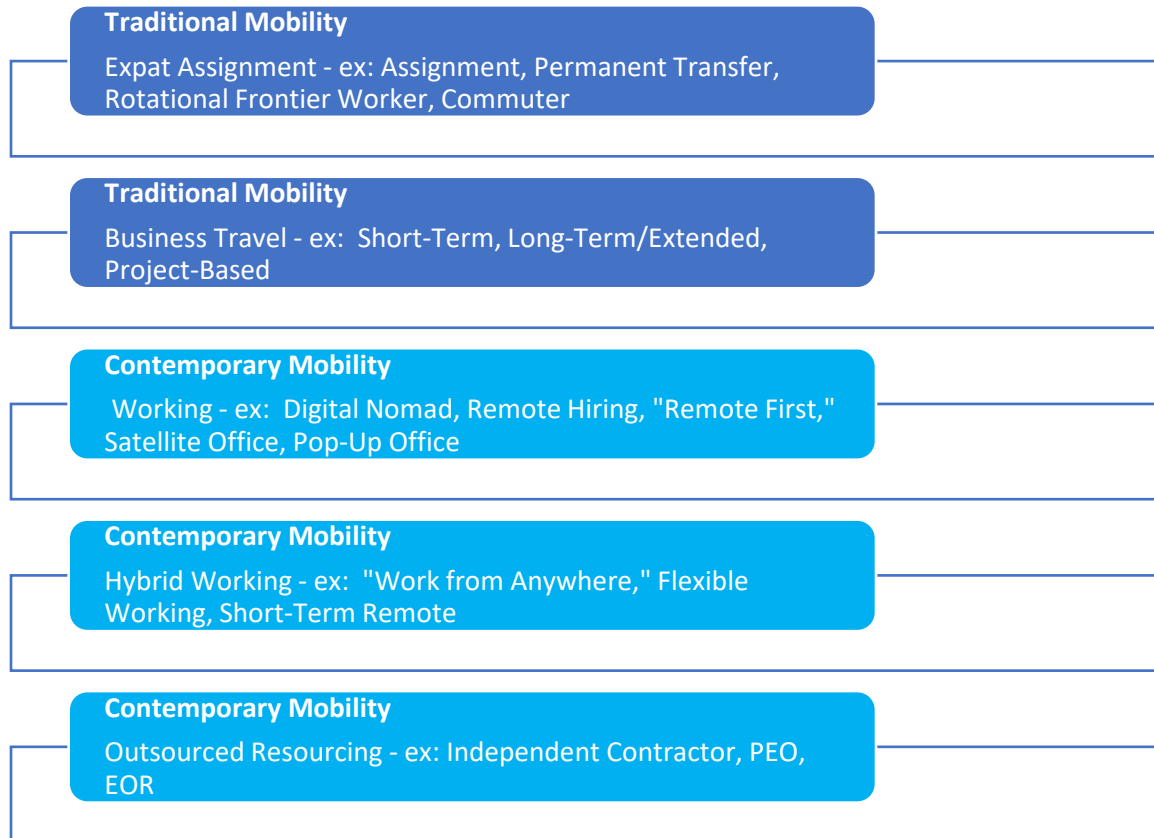 Traditional Mobility
Expat Assignment - ex: Assignment, Permanent Transfer,
Rotational Frontier Worker, Commuter
Traditional Mobility
Business Travel - ex:  Short-Term, Long-Term/Extended,
Project-Based
Contemporary Mobility
Working - ex:  Digital Nomad, Remote Hiring, "Remote First,"
Satellite Office, Pop-Up Office
Contemporary Mobility
Hybrid Working - ex:  "Work from Anywhere," Flexible
Working, Short-Term Remote
Contemporary Mobility
Outsourced Resourcing - ex: Independent Contractor, PEO,
EOR